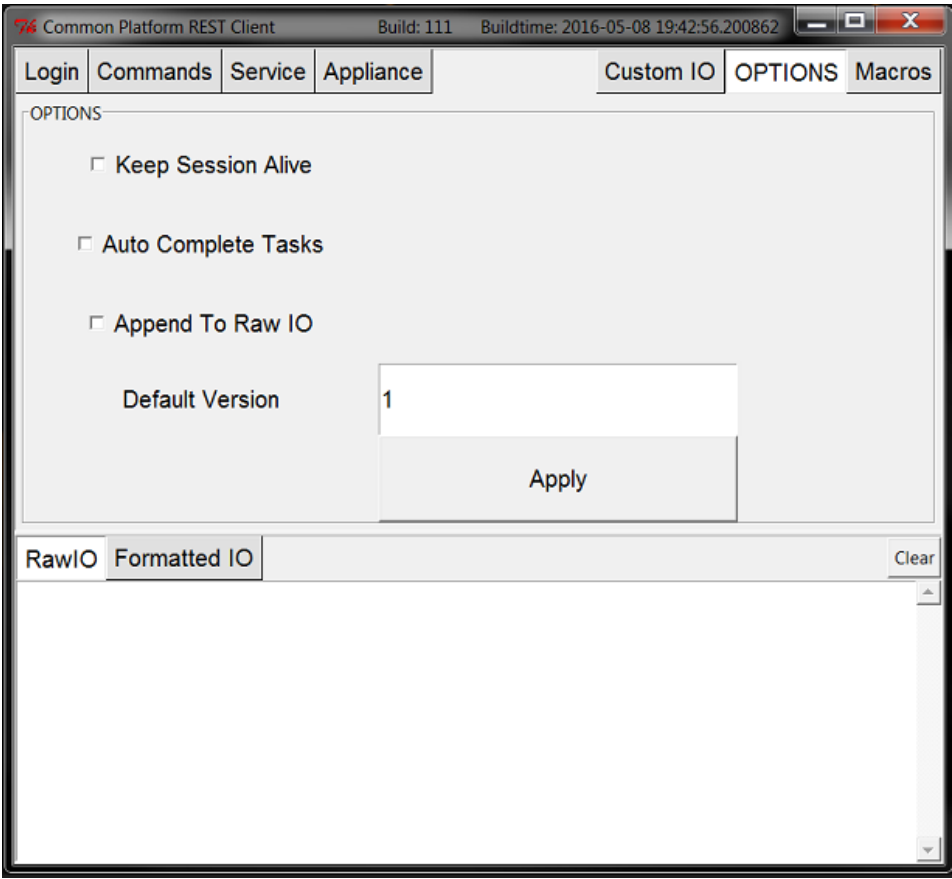 Common Platform REST Client Build: 111 Buildtime: 2016-05-08 19:42:56.200862
Login Commands Service Appliance Custom IO OPTIONS Macros
OPTIONS
Keep Session Alive
Auto Complete Tasks
Append To Raw IO
Default Version 1
Apply
RawIO Formatted IO Clear